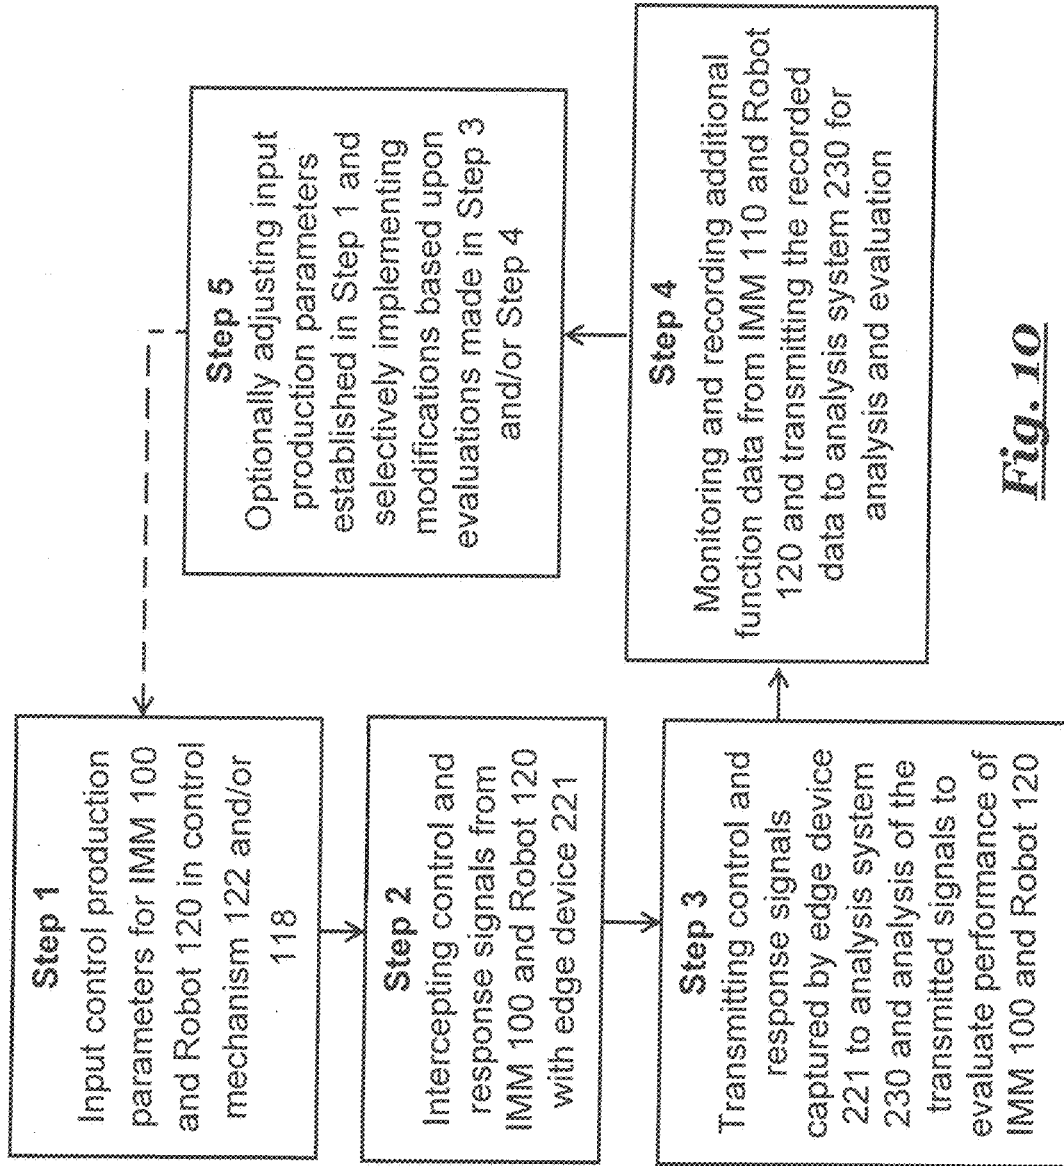 Step 1
Input control production
parameters for IMM 100
and Robot 120 in control
mechanism 122 and/or
118
Step 2
Intercepting control and
response signals from
IMM 100 and Robot 120
with edge device 221
Step 3
Transmitting control and
response signals
captured by edge device
221 to analysis system
230 and analysis of the
transmitted signals to
evaluate performance of
IMM 100 and Robot 120
Step 4
Monitoring and recording additional
function data from IMM 110 and Robot
120 and transmitting the recorded
data to analysis system 230 for
analysis and evaluation
Step 5
Optionally adjusting input
production parameters
established in Step 1 and
selectively implementing
modifications based upon
evaluations made in Step 3
and/or Step 4
Fig. 10